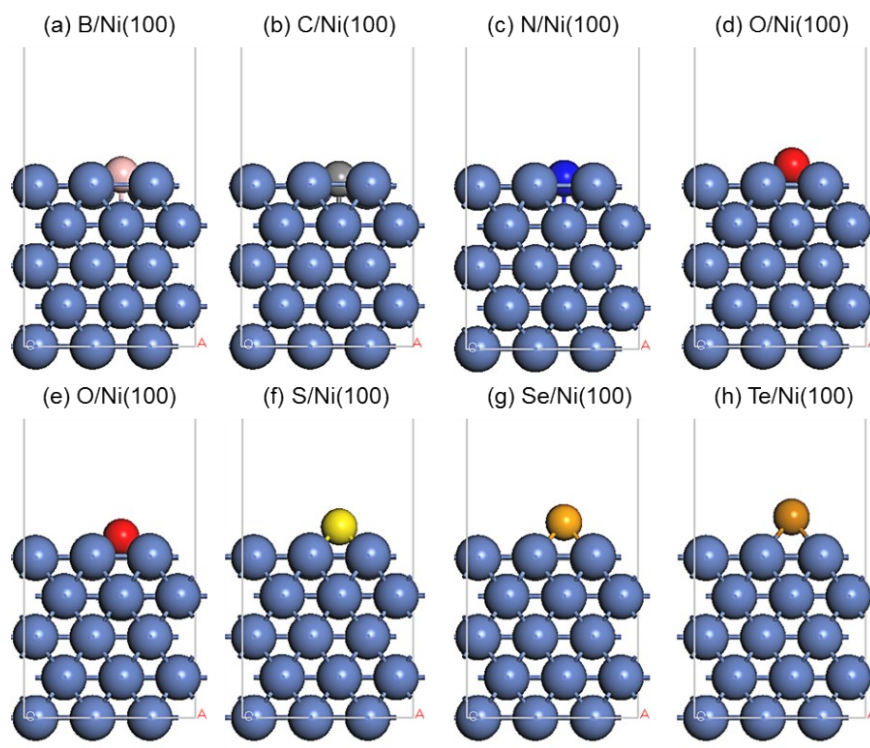 (a) B/Ni(100) (b) C/Ni(100) (c) N/Ni(100) (d) O/Ni(100)
A A A A
(e) O/Ni(100) (f) S/Ni(100) (g) Se/Ni(100) (h) Te/Ni(100)
A A A A